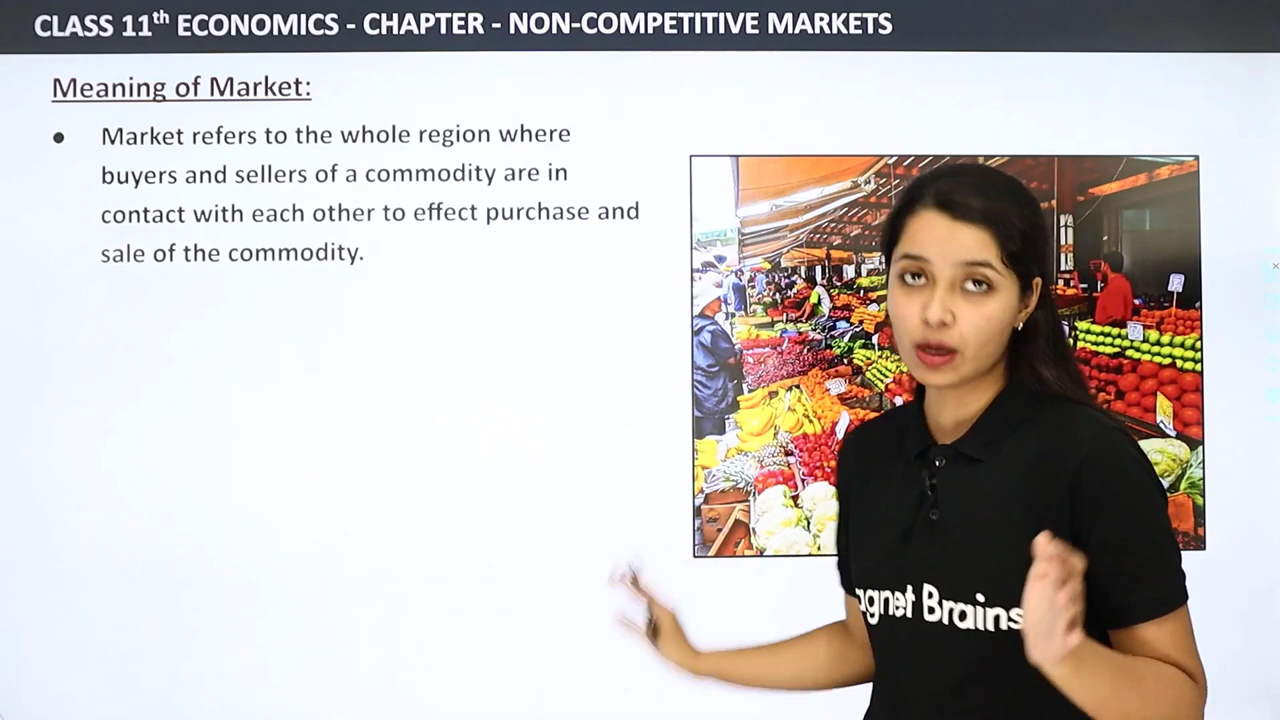 CLASS 11th ECONOMICS - CHAPTER - NON-COMPETITIVE MARKETS
Meaning of Market:
● Market refers to the whole region where
buyers and sellers of a commodity are in
contact with each other to effect purchase and
sale of the commodity.
agnet Brains